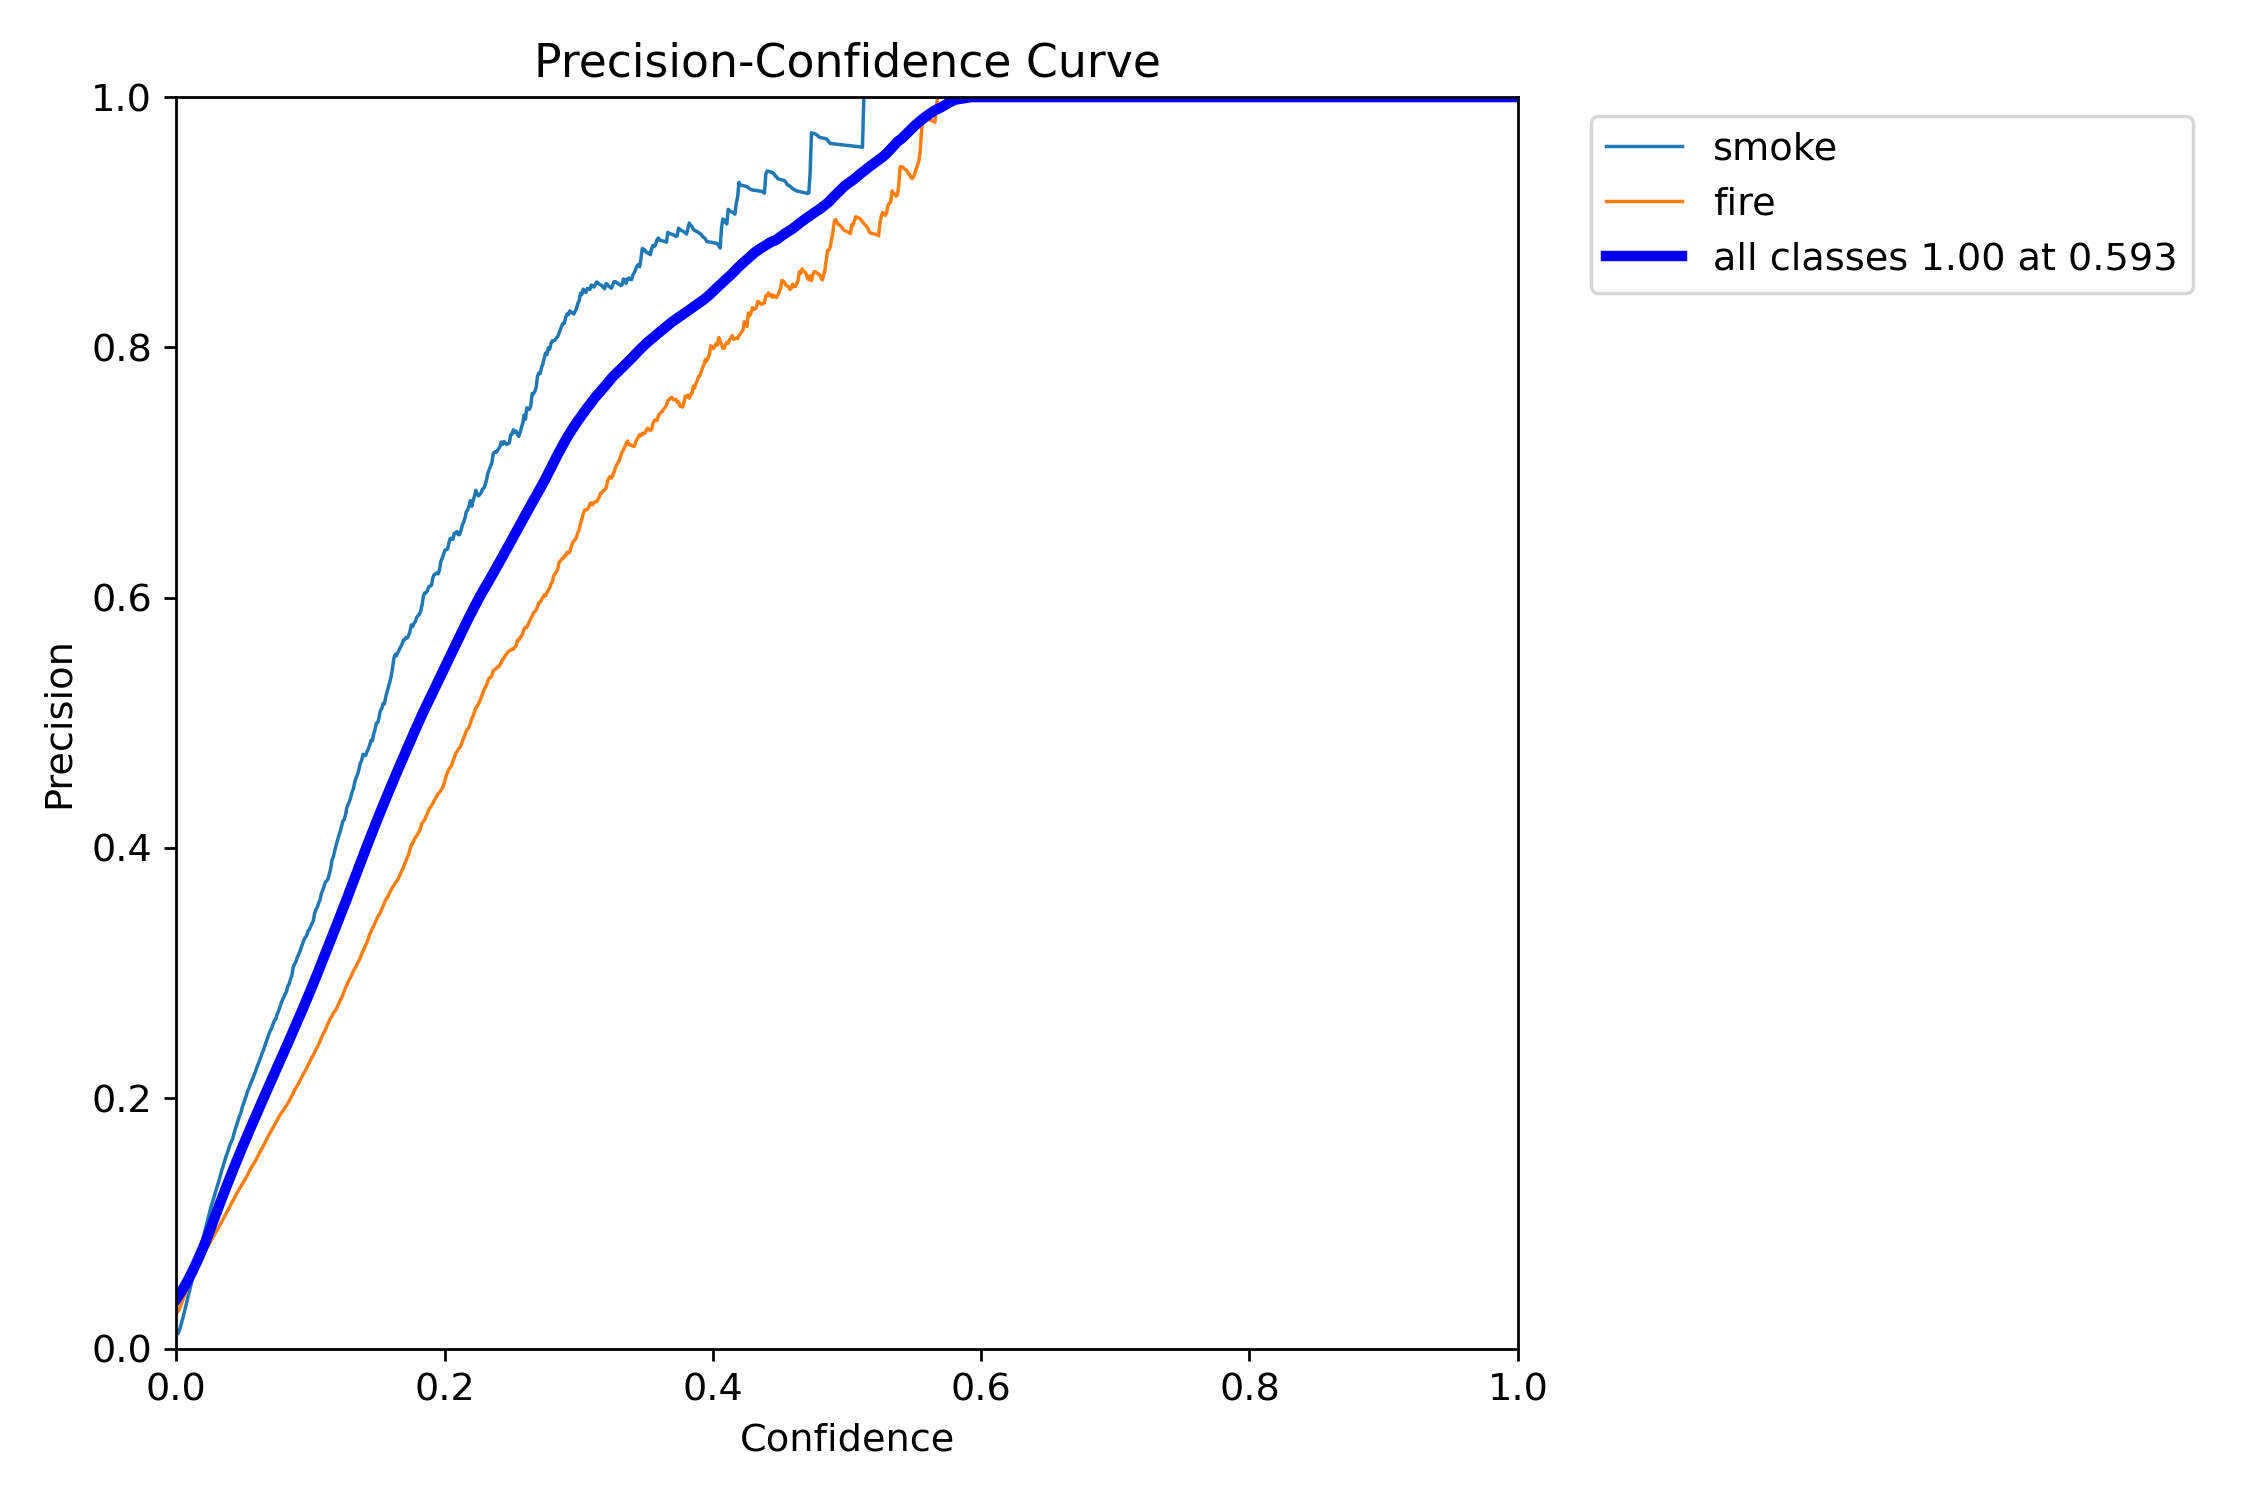 Precision-Confidence Curve
1.0
0.8
0.6
0.4
0.2
0.0
Precision
0.0 0.2 0.4 0.6 0.8 1.0
Confidence
smoke
fire
all classes 1.00 at 0.593